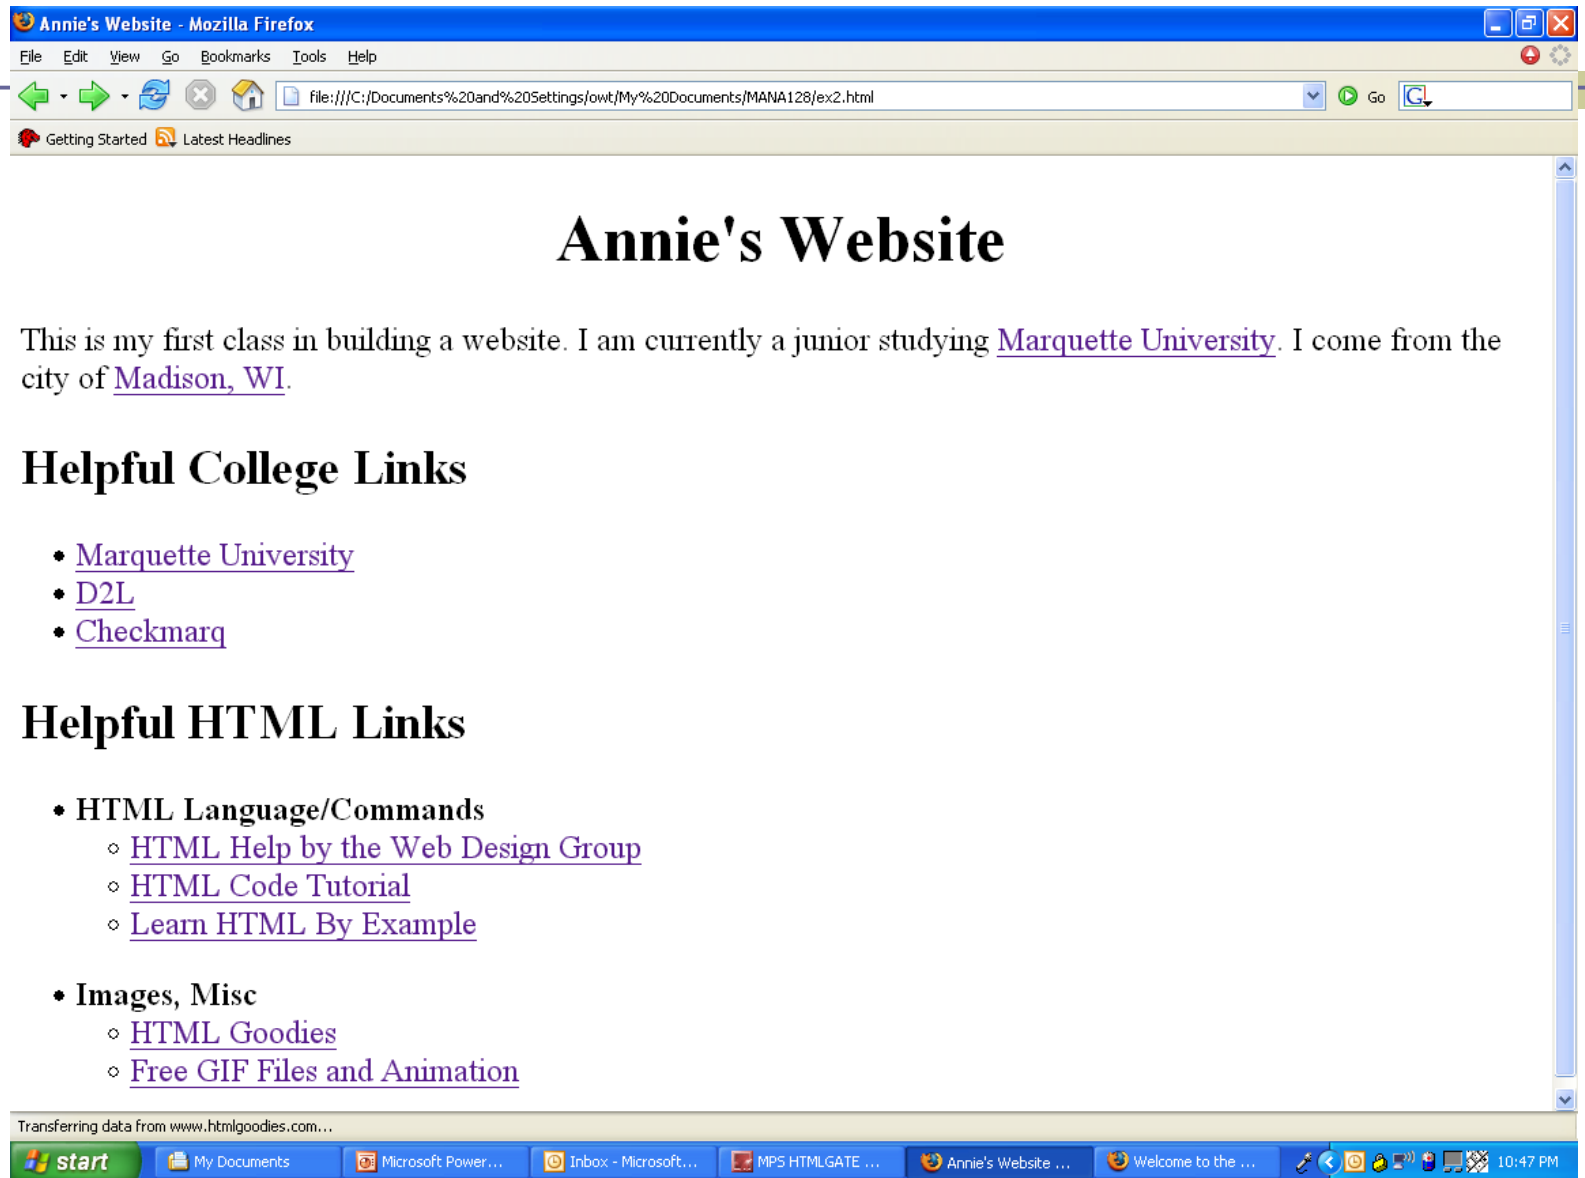 Annie's Website - Mozilla Firefox
File Edit View Go Bookmarks Tools Help
file:///C:/Documents%20and%20Settings/owt/My%20Documents/MANA128/ex2.html Go G
Getting Started Latest Headlines
Annie's Website
This is my first class in building a website. I am currently a junior studying Marquette University. I come from the
city of Madison, WI.
Helpful College Links
Marquette University
D2L
Checkmarq
Helpful HTML Links
HTML Language/Commands
HTML Help by the Web Design Group
HTML Code Tutorial
Learn HTML By Example
Images, Misc
HTML Goodies
Free GIF Files and Animation
Transferring data from www.htmlgoodies.com...
start My Documents Microsoft Power... Inbox - Microsoft... MPS HTMLGATE ... Annie's Website ... Welcome to the ... 10:47 PM